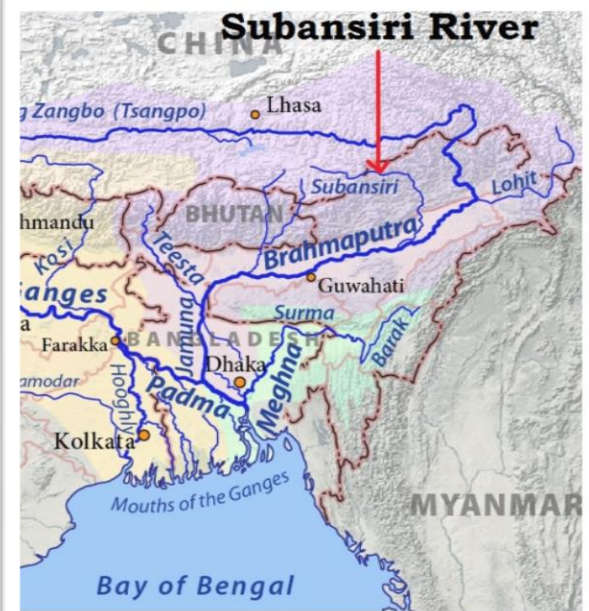 Subansiri River
CHINA
g Zangbo (Tsangpo)
Lhasa
Subansiri
Lohit
BHUTAN
hmandu
Kosi
Teesta
Brahmaputra
Guwahati
anges
Surma
a
Farakka
BANGLADESH
Jamuna
Dhaka
Barak
amodar
Hooghly
Padma
Meghna
Kolkata
Mouths of the Ganges
MYANMAR
Bay of Bengal